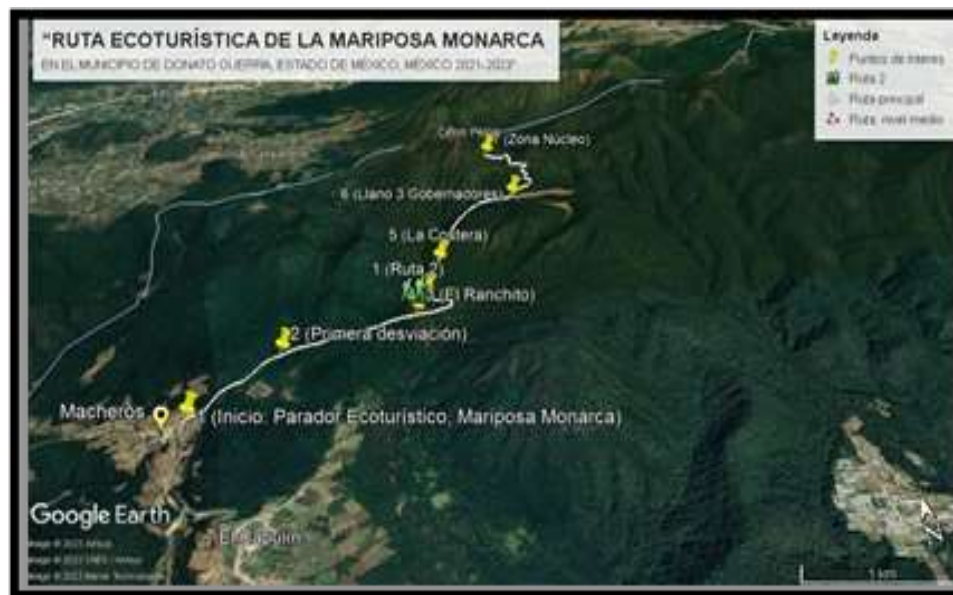 "RUTA ECOTURÍSTICA DE LA MARIPOSA MONARCA
EN EL MUNICIPIO DE DONATO GUERRA, ESTADO DE MÉXICO, MÉXICO 2021-2023"
Leyenda
Puntos de interes
Ruta 2
Ruta principal
Ruta nivel medio
(Zona Núcleo)
6 (Llano 3 Gobernadores)
5 (La Costera)
1 (Ruta 2)
3 (El Ranchito)
2 (Primera desviación)
Macheros
1 (Inicio: Parador Ecoturístico, Mariposa Monarca)
Google Earth
1 km